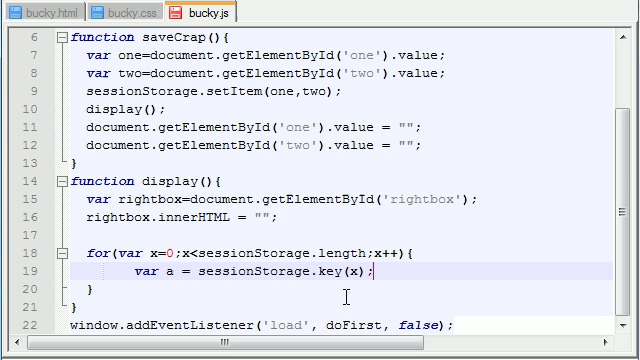 bucky.html bucky.css bucky.js
6 function saveCrap(){
7 var one=document.getElementById('one').value;
8 var two=document.getElementById('two').value;
9 sessionStorage.setItem(one,two);
10 display();
11 document.getElementById('one').value = "";
12 document.getElementById('two').value = "";
13 }
14 function display(){
15 var rightbox=document.getElementById('rightbox');
16 rightbox.innerHTML = "";
17
18 for(var x=0;x<sessionStorage.length;x++){
19 var a = sessionStorage.key(x);
20 }
21 }
22 window.addEventListener('load', doFirst, false);